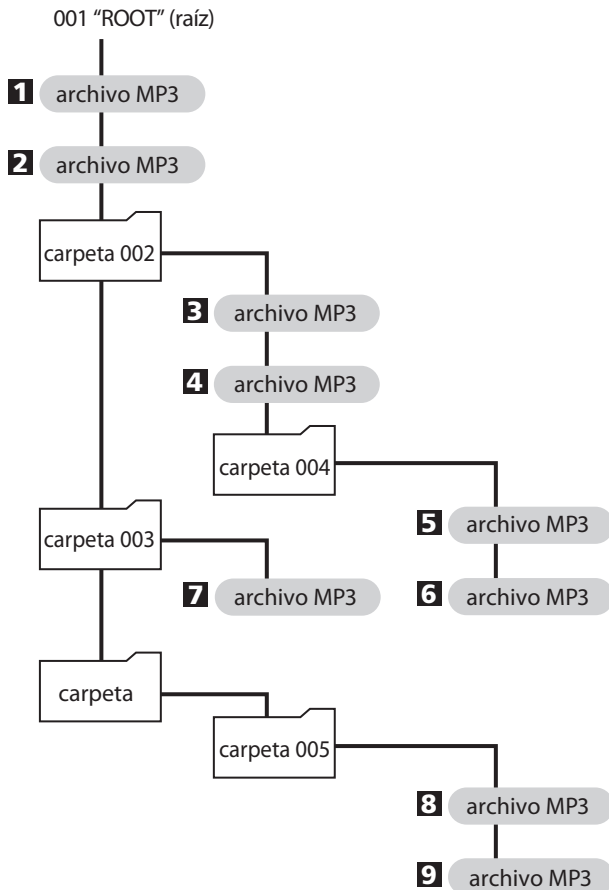 001 “ROOT” (raíz)
1 archivo MP3
2 archivo MP3
carpeta 002
3 archivo MP3
4 archivo MP3
carpeta 004
5 archivo MP3
carpeta 003
7 archivo MP3
6 archivo MP3
carpeta
carpeta 005
8 archivo MP3
9 archivo MP3